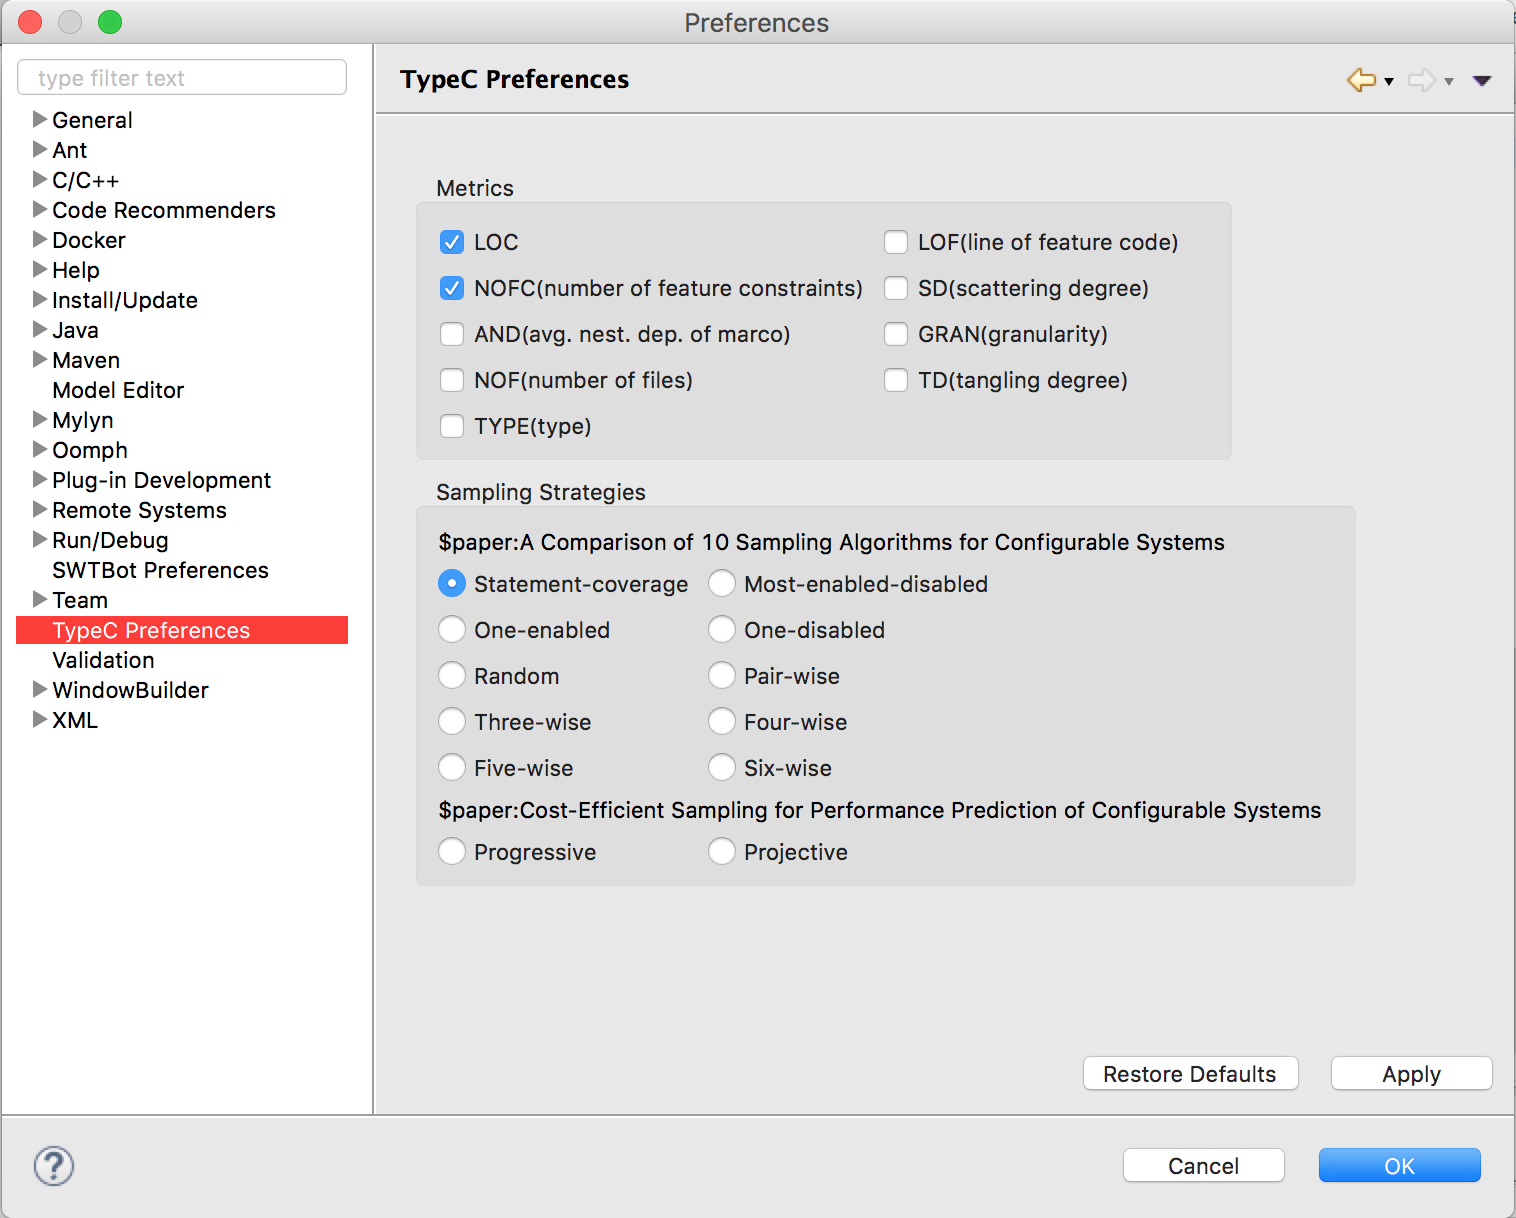 Preferences
type filter text
General
Ant
C/C++
Code Recommenders
Docker
Help
Install/Update
Java
Maven
Model Editor
Mylyn
Oomph
Plug-in Development
Remote Systems
Run/Debug
SWTBot Preferences
Team
TypeC Preferences
Validation
WindowBuilder
XML
TypeC Preferences
Metrics
LOC
LOF(line of feature code)
NOFC(number of feature constraints)
SD(scattering degree)
AND(avg. nest. dep. of marco)
GRAN(granularity)
NOF(number of files)
TD(tangling degree)
TYPE(type)
Sampling Strategies
$paper:A Comparison of 10 Sampling Algorithms for Configurable Systems
Statement-coverage
Most-enabled-disabled
One-enabled
One-disabled
Random
Pair-wise
Three-wise
Four-wise
Five-wise
Six-wise
$paper:Cost-Efficient Sampling for Performance Prediction of Configurable Systems
Progressive
Projective
Restore Defaults
Apply
?
Cancel
OK